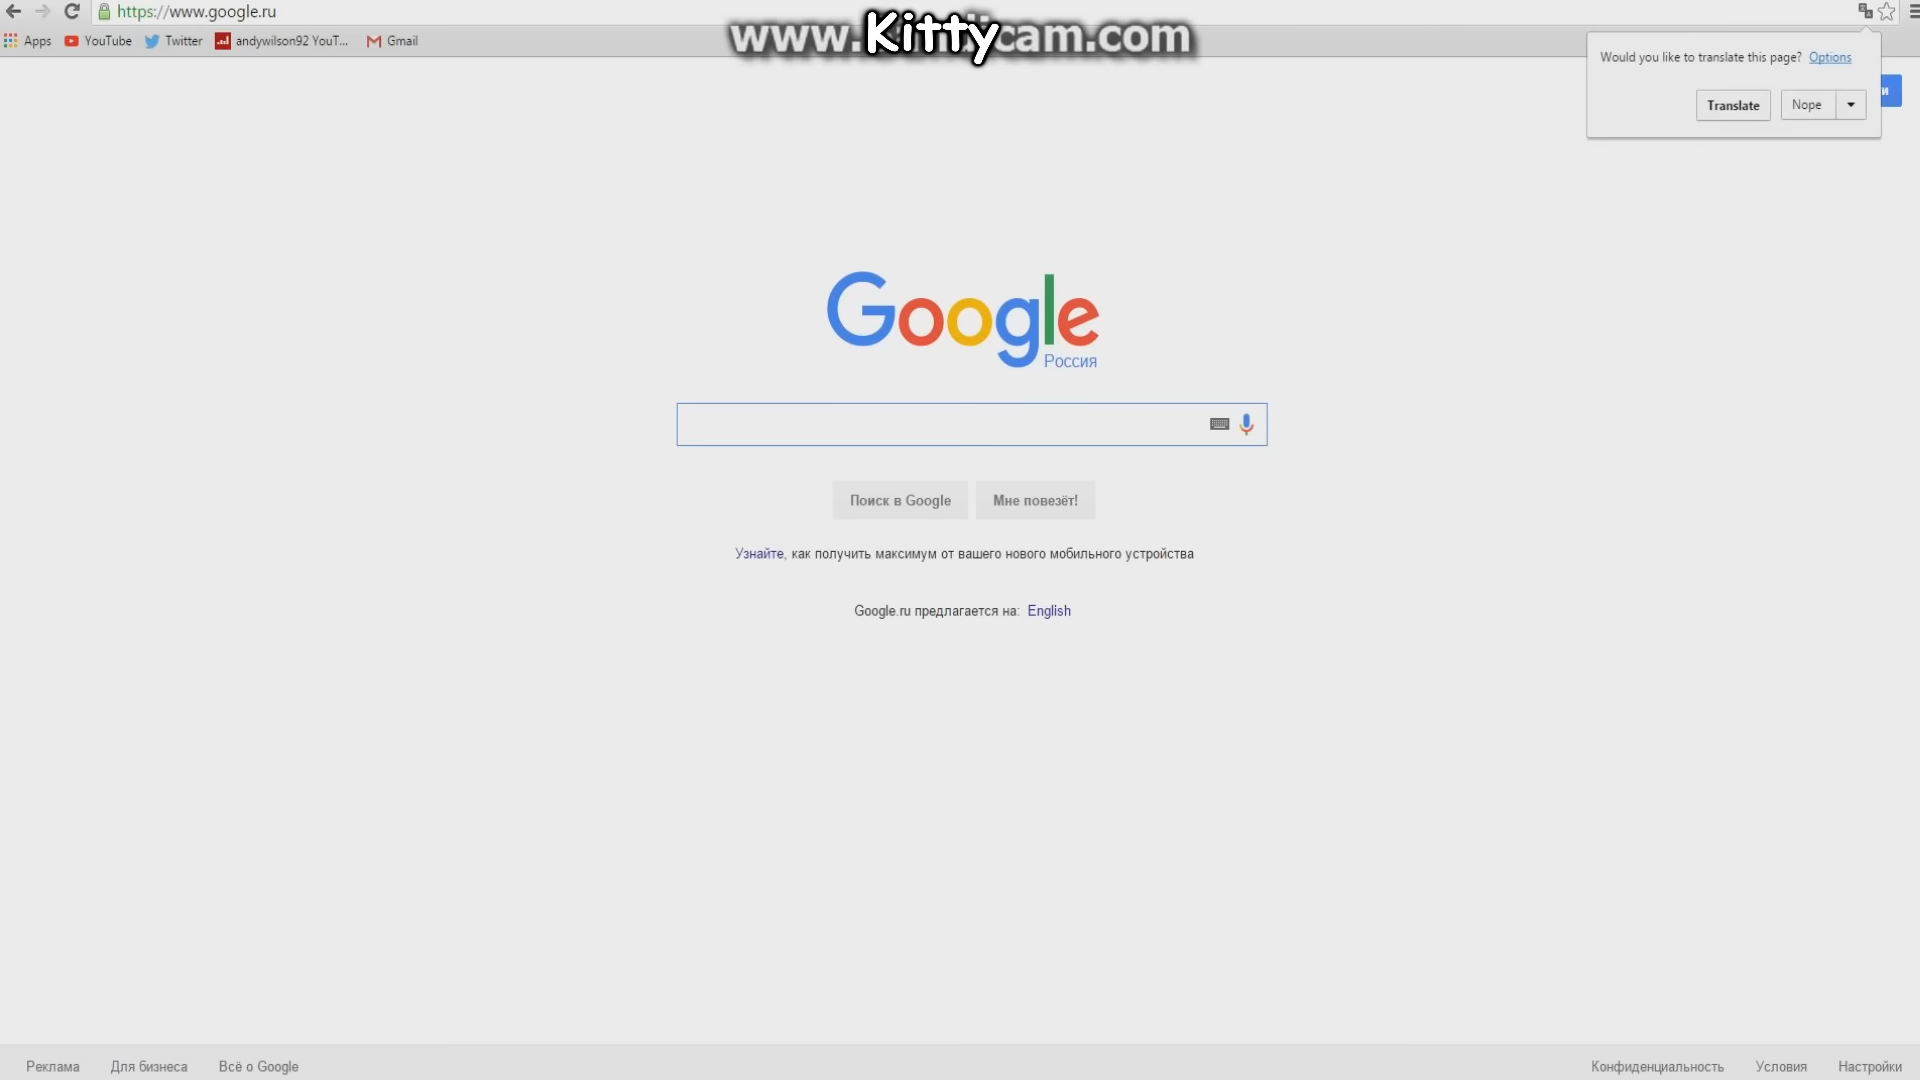 https://www.google.ru
www.Kittycam.com
Apps YouTube Twitter andywilson92 YouT... Gmail
Would you like to translate this page? Options
Translate Nope
и
Google
Россия
Поиск в Google Мне повезёт!
Узнайте, как получить максимум от вашего нового мобильного устройства
Google.ru предлагается на: English
Реклама Для бизнеса Всё о Google Конфиденциальность Условия Настройки